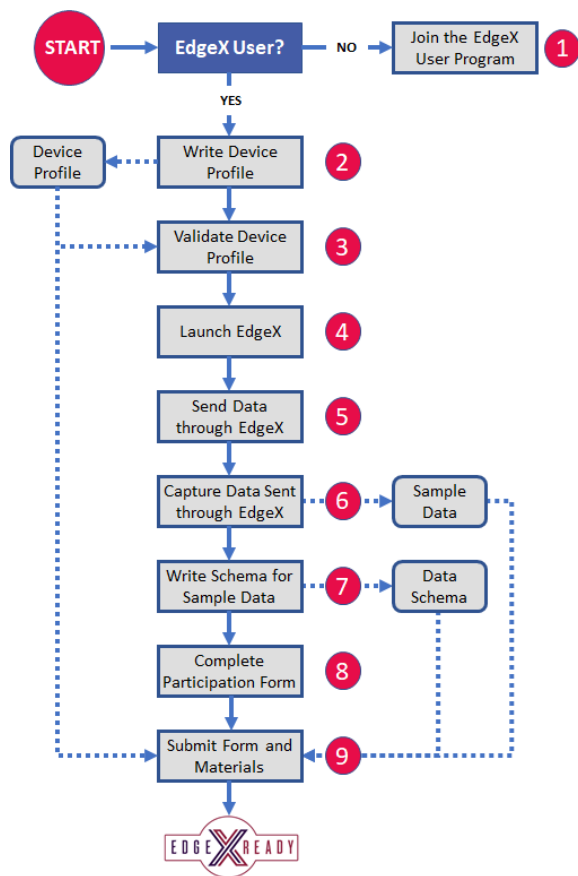 START
EdgeX User?
NO
Join the EdgeX
User Program
1
YES
Device
Profile
Write Device
Profile
2
Validate Device
Profile
3
Launch EdgeX
4
Send Data
through EdgeX
5
Capture Data Sent
through EdgeX
6
Sample
Data
Write Schema for
Sample Data
7
Data
Schema
Complete
Participation Form
8
Submit Form and
Materials
9
EDGE X READY